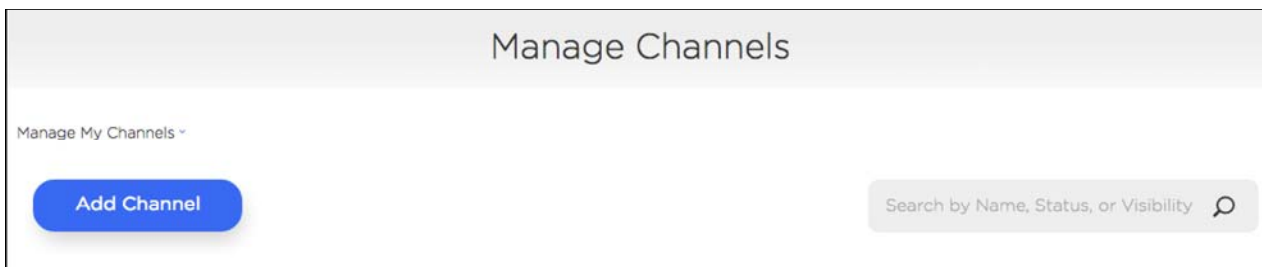 Manage Channels
Manage My Channels
Add Channel
Search by Name, Status, or Visibility